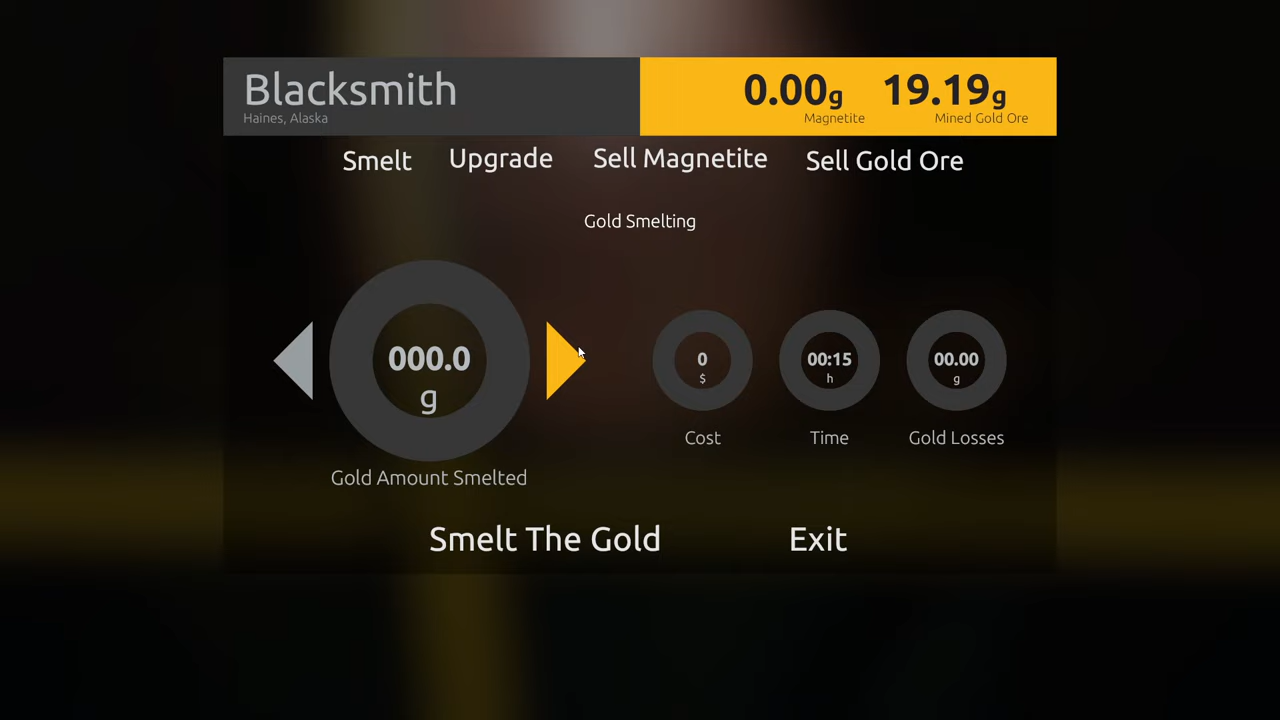 Blacksmith
Haines, Alaska
0.00g
Magnetite
19.19g
Mined Gold Ore
Smelt
Upgrade
Sell Magnetite
Sell Gold Ore
Gold Smelting
000.0
g
Gold Amount Smelted
0
$
Cost
00:15
h
Time
00.00
g
Gold Losses
Smelt The Gold
Exit